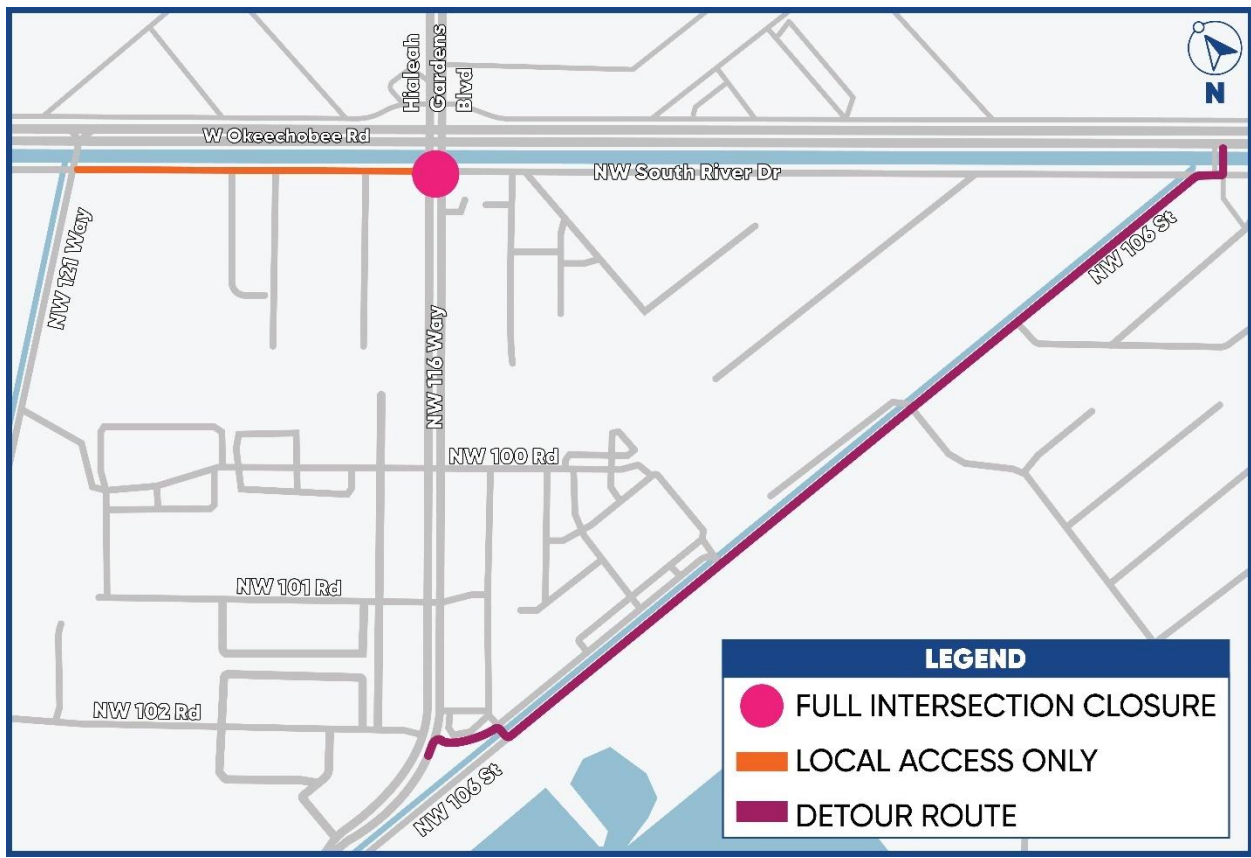 Hialeah
Gardens
Blvd
N
W Okeechobee Rd
NW South River Dr
NW 121 Way
NW 106 St
NW 116 Way
NW 100 Rd
NW 101 Rd
NW 102 Rd
NW 106 St
LEGEND
FULL INTERSECTION CLOSURE
LOCAL ACCESS ONLY
DETOUR ROUTE